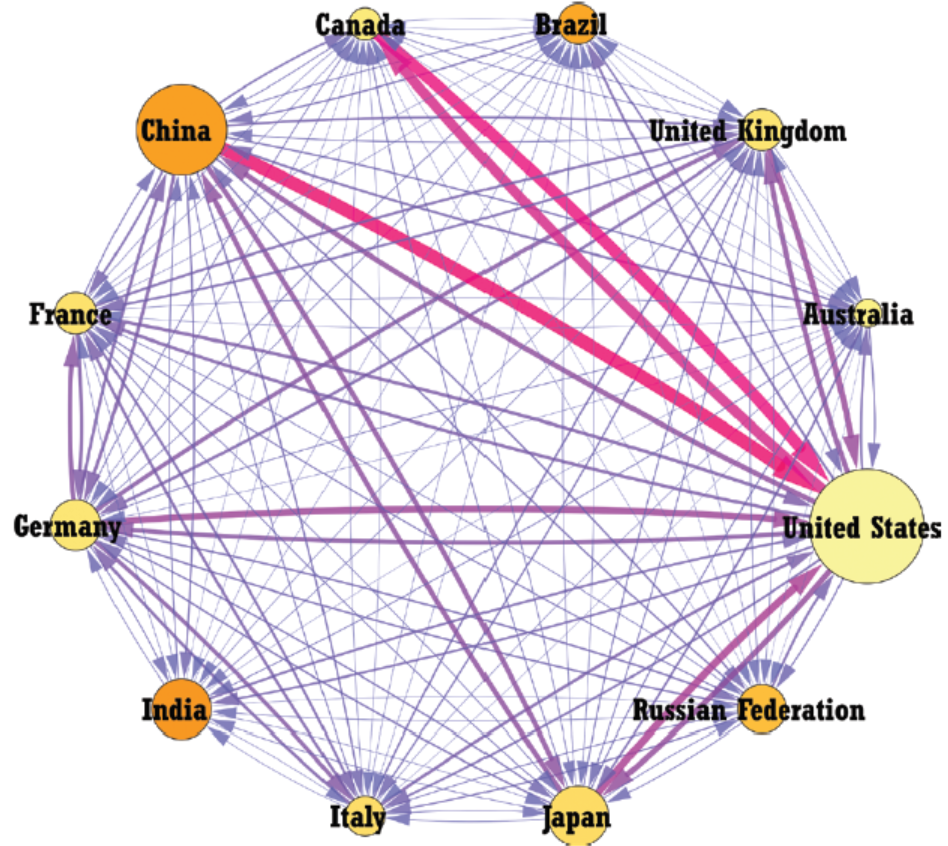 Canada
Brazil
China
United Kingdom
France
Australia
Germany
United States
India
Russian Federation
Italy
Japan